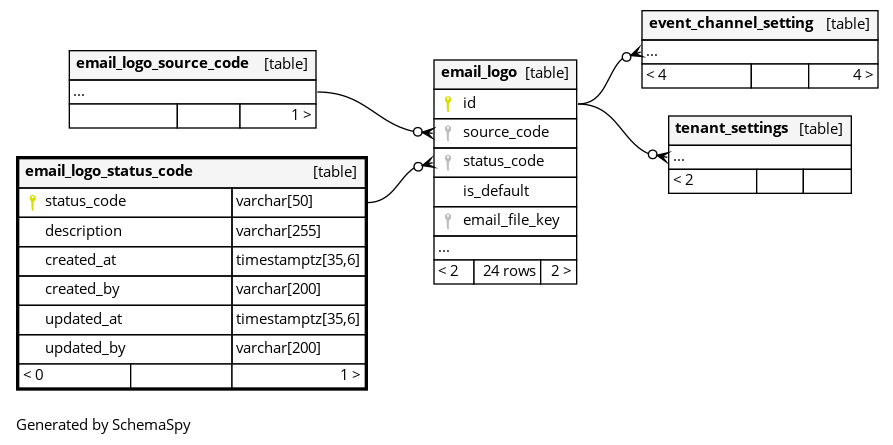 email_logo_source_code [table]
...
1 >
email_logo_status_code [table]
status_code varchar[50]
description varchar[255]
created_at timestamptz[35,6]
created_by varchar[200]
updated_at timestamptz[35,6]
updated_by varchar[200]
< 0 1 >
email_logo [table]
id
source_code
status_code
is_default
email_file_key
...
< 2 24 rows 2 >
event_channel_setting [table]
...
< 4 4 >
tenant_settings [table]
...
< 2
Generated by SchemaSpy